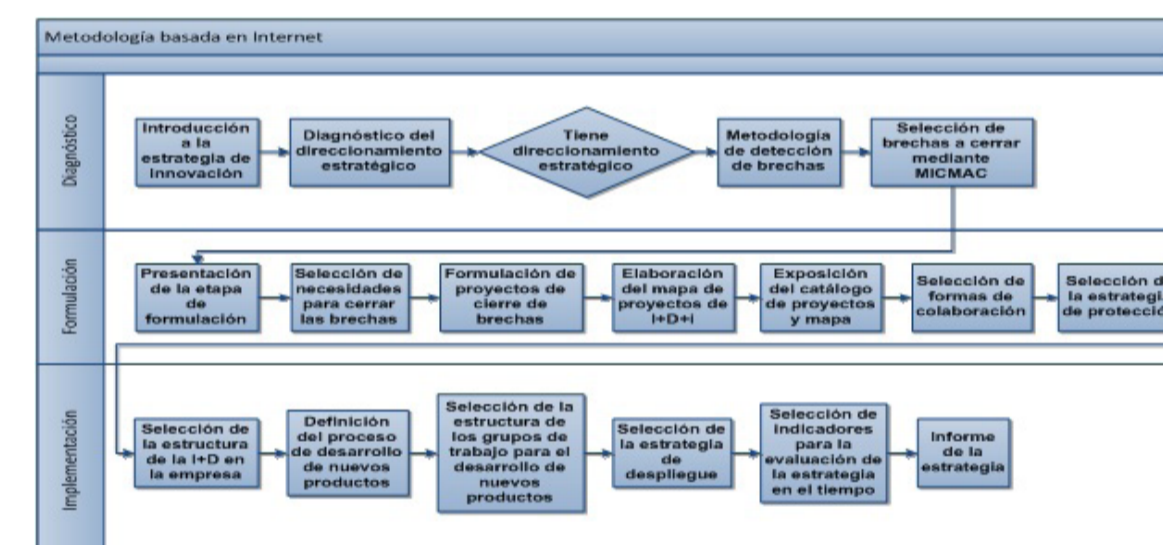 Metodología basada en Internet
Diagnóstico
Introducción
a la
estrategia de
innovación
Diagnóstico del
direccionamiento
estratégico
Tiene
direccionamiento
estratégico
Metodología
de detección
de brechas
Selección de
brechas a cerrar
mediante
MICMAC
Formulación
Presentación
de la etapa
de
formulación
Selección de
necesidades
para cerrar
las brechas
Formulación de
proyectos de
cierre de
brechas
Elaboración
del mapa de
proyectos de
I+D+i
Exposición
del catálogo
de proyectos
y mapa
Selección de
formas de
colaboración
Selección d
la estrategi
de protecció
Implementación
Selección de
la estructura
de la I+D en
la empresa
Definición
del proceso
de desarrollo
de nuevos
productos
Selección de la
estructura de
los grupos de
trabajo para el
desarrollo de
nuevos
productos
Selección de
la estrategia
de
despliegue
Selección de
indicadores
para la
evaluación de
la estrategia
en el tiempo
Informe
de la
estrategia